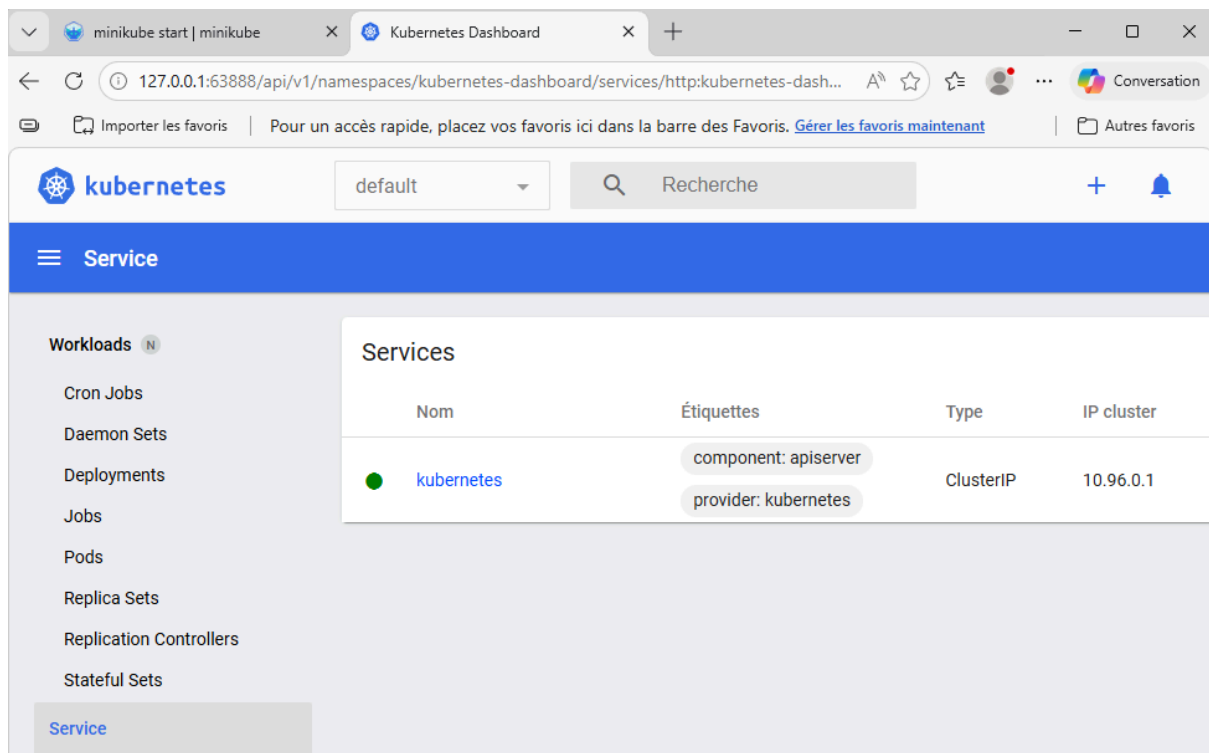 minikube start | minikube
Kubernetes Dashboard
127.0.0.1:63888/api/v1/namespaces/kubernetes-dashboard/services/http:kubernetes-dash...
Conversation
Importer les favoris
Pour un accès rapide, placez vos favoris ici dans la barre des Favoris. Gérer les favoris maintenant
Autres favoris
kubernetes
default
Recherche
Service
Workloads N
Cron Jobs
Daemon Sets
Deployments
Jobs
Pods
Replica Sets
Replication Controllers
Stateful Sets
Service
Services
Nom Étiquettes Type IP cluster
kubernetes component: apiserver ClusterIP 10.96.0.1
provider: kubernetes